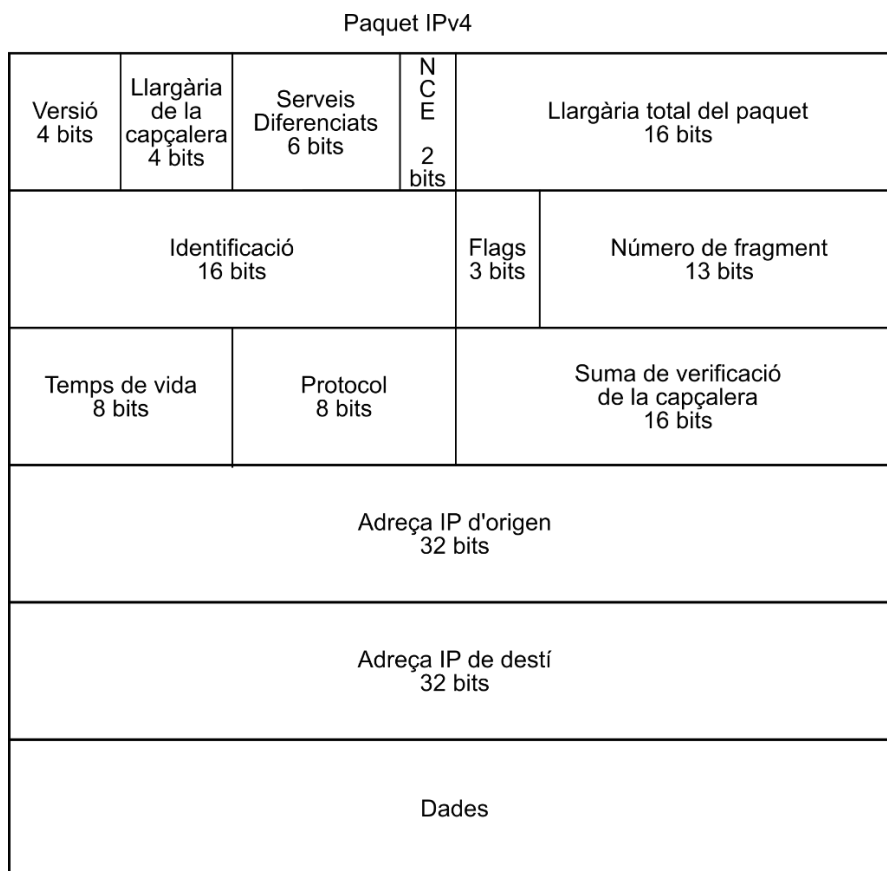 Paquet IPv4
Versió
4 bits
Llargària
de la
capçalera
4 bits
Serveis
Diferenciats
6 bits
N
C
E
2
bits
Llargària total del paquet
16 bits
Identificació
16 bits
Flags
3 bits
Número de fragment
13 bits
Temps de vida
8 bits
Protocol
8 bits
Suma de verificació
de la capçalera
16 bits
Adreça IP d'origen
32 bits
Adreça IP de destí
32 bits
Dades